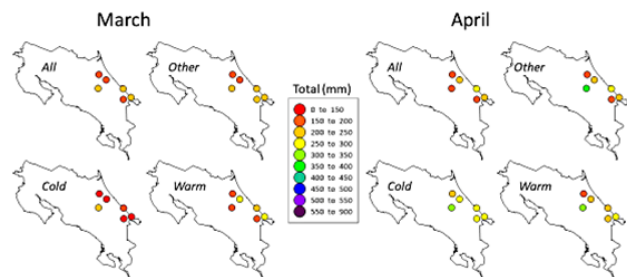 March
April
All
Other
All
Other
Total (mm)
0 to 150
150 to 200
200 to 250
250 to 300
300 to 350
350 to 400
400 to 450
450 to 500
500 to 550
550 to 900
Cold
Warm
Cold
Warm